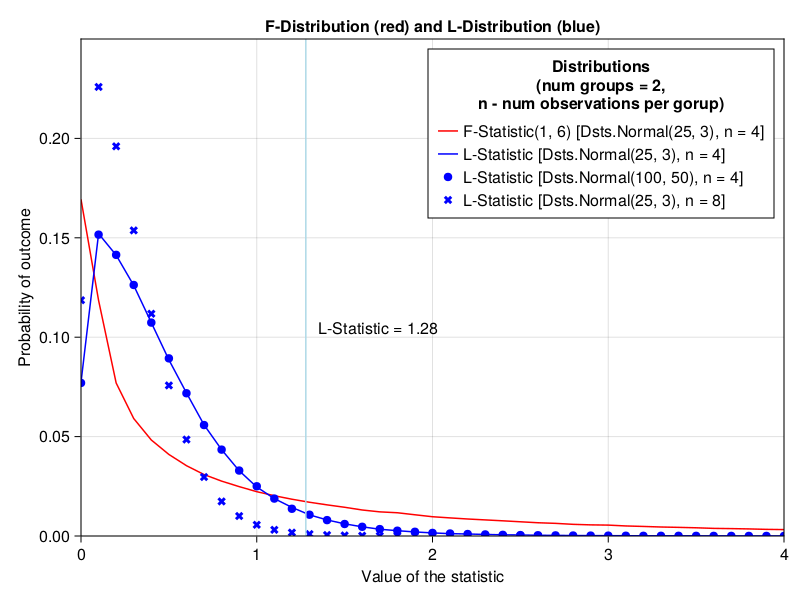 F-Distribution (red) and L-Distribution (blue)
Distributions
(num groups = 2,
n - num observations per gorup)
F-Statistic(1, 6) [Dsts.Normal(25, 3), n = 4]
L-Statistic [Dsts.Normal(25, 3), n = 4]
L-Statistic [Dsts.Normal(100, 50), n = 4]
L-Statistic [Dsts.Normal(25, 3), n = 8]
Probability of outcome
0.20
0.15
0.10
0.05
0.00
L-Statistic = 1.28
0 1 2 3 4
Value of the statistic